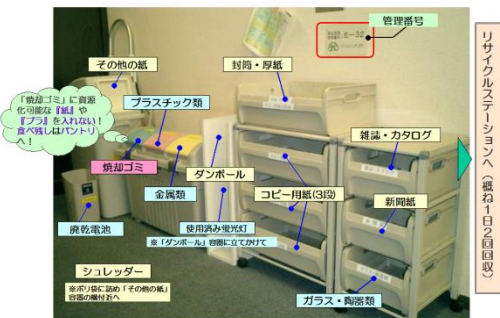 管理番号
E-32
その他の紙
封筒・厚紙
「焼却ゴミ」に資源
化可能な『紙』や
『プラ』を入れない！
食べ残しはパントリ
へ！
プラスチック類
雑誌・カタログ
焼却ゴミ
ダンボール
金属類
コピー用紙(3段)
新聞紙
廃乾電池
使用済み蛍光灯
※「ダンボール」容器に立てかけて
シュレッダー
※ポリ袋に詰め「その他の紙」
容器の横付近へ
ガラス・陶器類
リサイクルステーションへ（概ね1日2回回収）